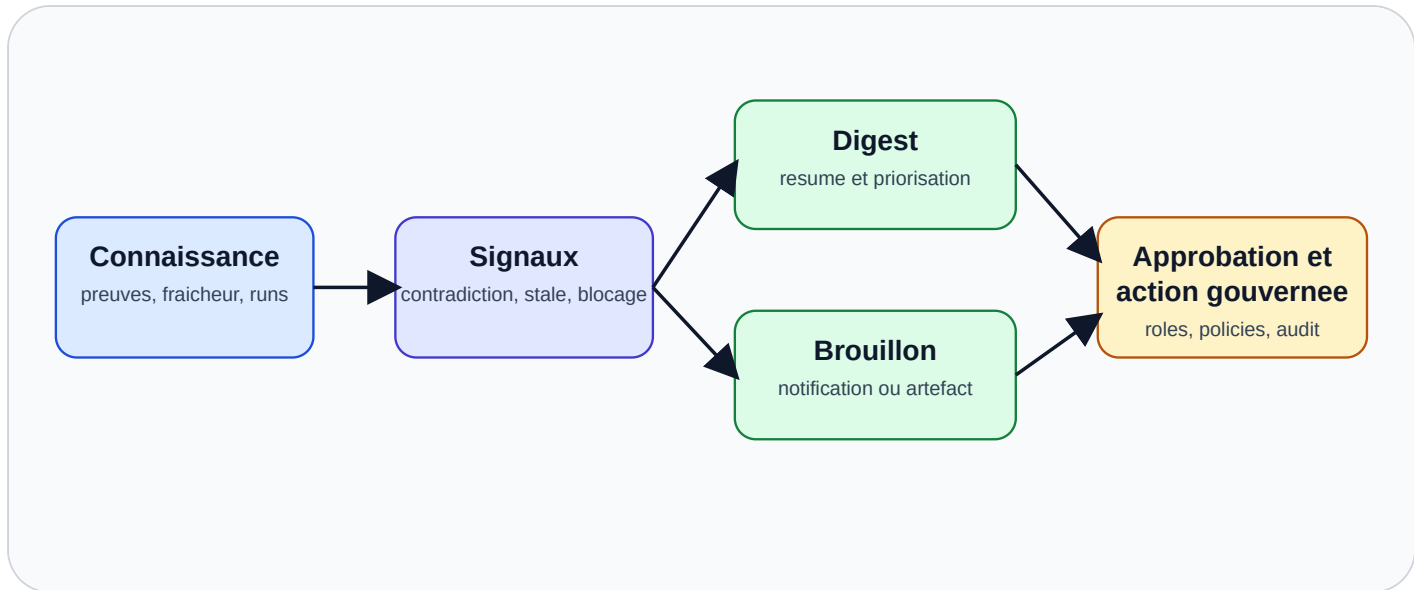 Connaissance
preuves, fraicheur, runs
Signaux
contradiction, stale, blocage
Digest
resume et priorisation
Brouillon
notification ou artefact
Approbation et
action gouvernee
roles, policies, audit